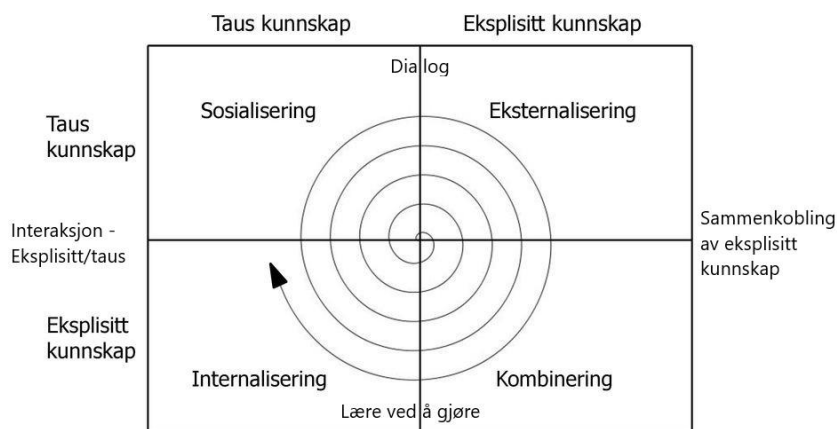 Taus kunnskap
Eksplisitt kunnskap
Dialog
Sosialisering
Eksternalisering
Taus
kunnskap
Interaksjon -
Eksplisitt/taus
Sammenkobling
av eksplisitt
kunnskap
Eksplisitt
kunnskap
Internalisering
Kombinering
Lære ved å gjøre